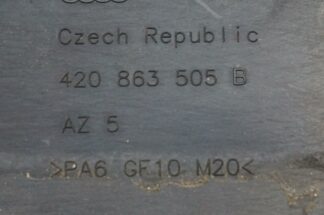 Czech Republic
420 863 505 B
AZ 5
>PA6 GF10 M20<